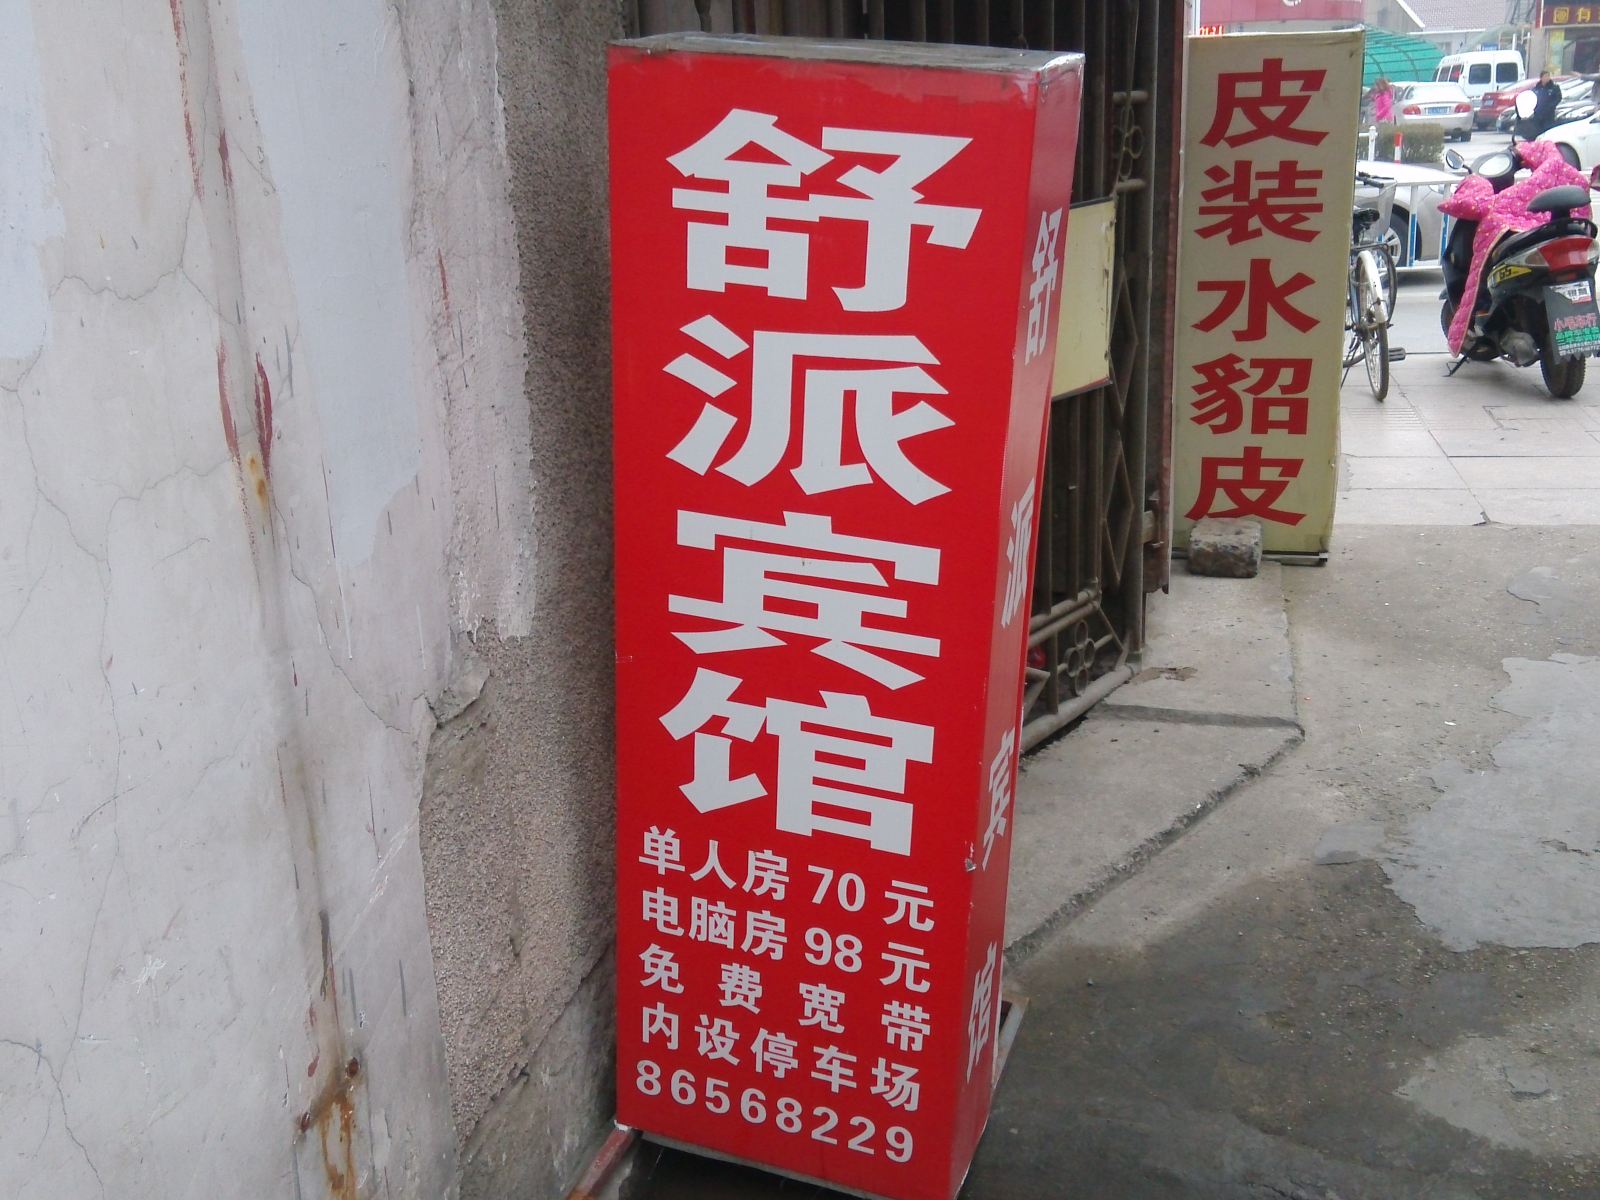 舒派宾馆
单人房 70 元
电脑房 98 元
免费宽带
内设停车场
86568229
舒派宾馆
皮装水貂皮